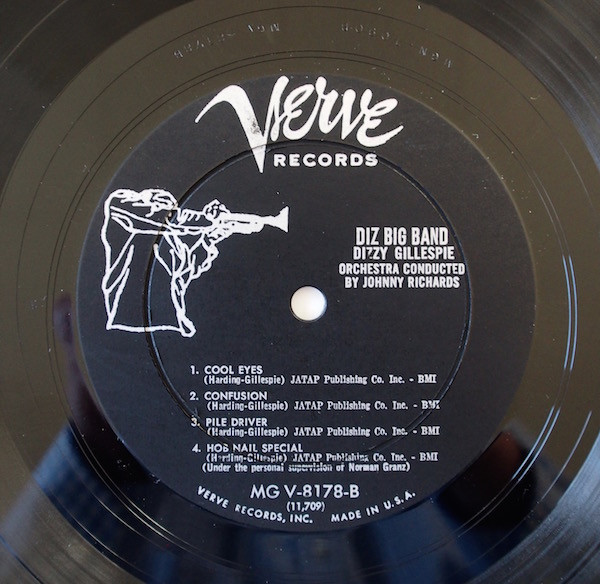 Verve
RECORDS
DIZ BIG BAND
DIZZY GILLESPIE
ORCHESTRA CONDUCTED
BY JOHNNY RICHARDS
1. COOL EYES
(Harding-Gillespie) JATAP Publishing Co. Inc. - BMI
2. CONFUSION
(Harding-Gillespie) JATAP Publishing Co. Inc. - BMI
3. PILE DRIVER
(Harding-Gillespie) JATAP Publishing Co. Inc. - BMI
4. HOB NAIL SPECIAL
(Harding-Gillespie) JATAP Publishing Co. Inc. - BMI
(Under the personal supervision of Norman Granz)
MG V-8178-B
(11,709)
VERVE RECORDS, INC. MADE IN U.S.A.